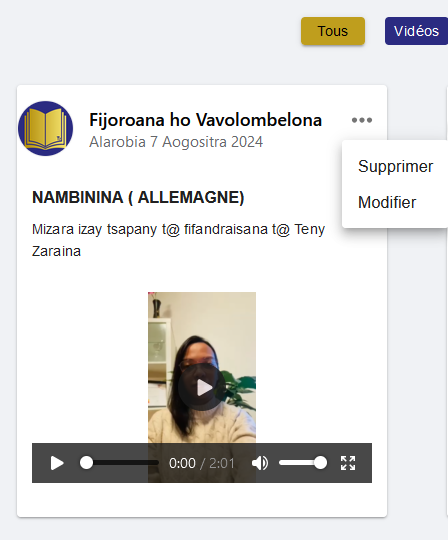 Tous
Vidéos
Fijoroana ho Vavolombelona
Alarobia 7 Aogositra 2024
Supprimer
Modifier
NAMBININA ( ALLEMAGNE)
Mizara izay tsapany t@ fifandraisana t@ Teny
Zaraina
0:00 / 2:01